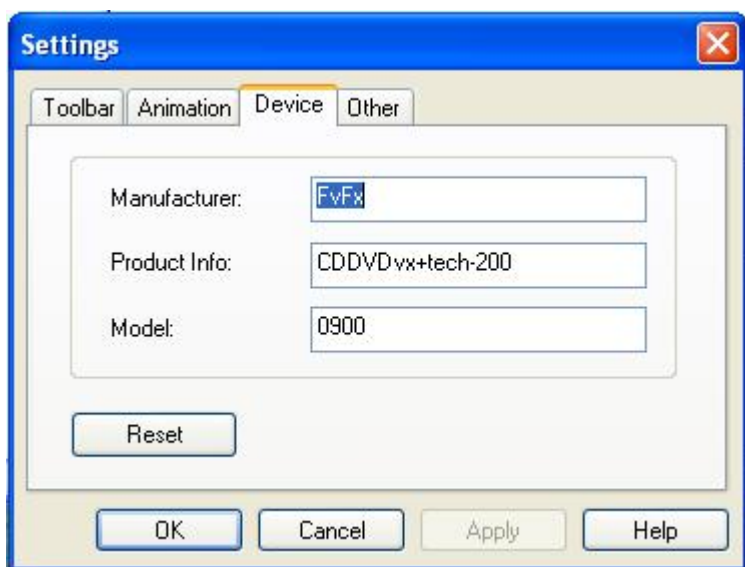 Settings
Toolbar Animation Device Other
Manufacturer: FvFx
Product Info: CDDVDvx+tech-200
Model: 0900
Reset
OK Cancel Apply Help